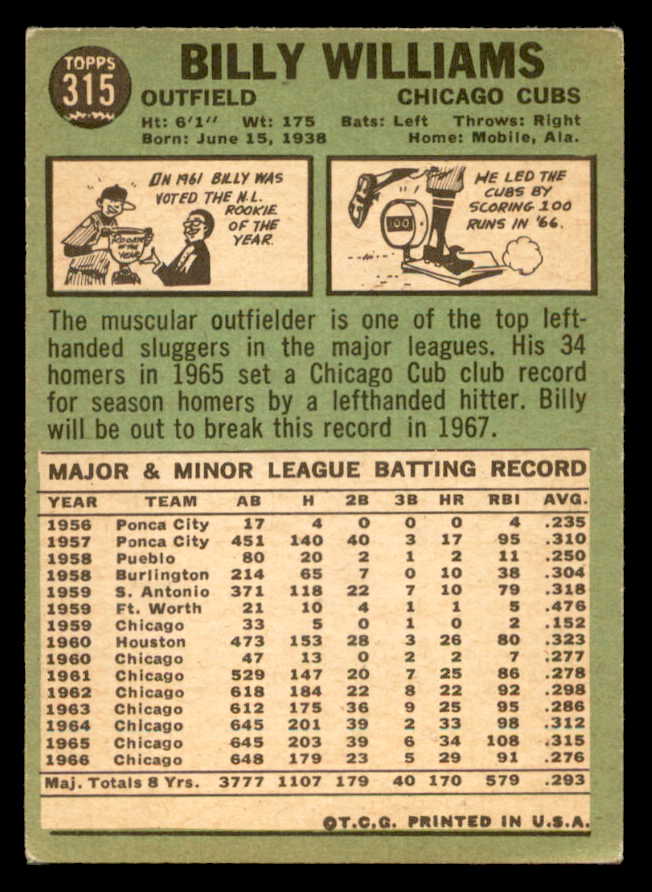 TOPPS
315
BILLY WILLIAMS
OUTFIELD CHICAGO CUBS
Ht: 6'1" Wt: 175 Bats: Left Throws: Right
Born: June 15, 1938 Home: Mobile, Ala.
IN 1961 BILLY WAS
VOTED THE N.L.
ROOKIE
OF THE
YEAR.
ROOKIE
OF THE
YEAR
HE LED THE
CUBS BY
SCORING 100
RUNS IN '66.
100
The muscular outfielder is one of the top left-
handed sluggers in the major leagues. His 34
homers in 1965 set a Chicago Cub club record
for season homers by a lefthanded hitter. Billy
will be out to break this record in 1967.
MAJOR & MINOR LEAGUE BATTING RECORD
YEAR TEAM AB H 2B 3B HR RBI AVG.
1956 Ponca City 17 4 0 0 0 4 .235
1957 Ponca City 451 140 40 3 17 95 .310
1958 Pueblo 80 20 2 1 2 11 .250
1958 Burlington 214 65 7 0 10 38 .304
1959 S. Antonio 371 118 22 7 10 79 .318
1959 Ft. Worth 21 10 4 1 1 5 .476
1959 Chicago 33 5 0 1 0 2 .152
1960 Houston 473 153 28 3 26 80 .323
1960 Chicago 47 13 0 2 2 7 .277
1961 Chicago 529 147 20 7 25 86 .278
1962 Chicago 618 184 22 8 22 92 .298
1963 Chicago 612 175 36 9 25 95 .286
1964 Chicago 645 201 39 2 33 98 .312
1965 Chicago 645 203 39 6 34 108 .315
1966 Chicago 648 179 23 5 29 91 .276
Maj. Totals 8 Yrs. 3777 1107 179 40 170 579 .293
©T.C.G. PRINTED IN U.S.A.